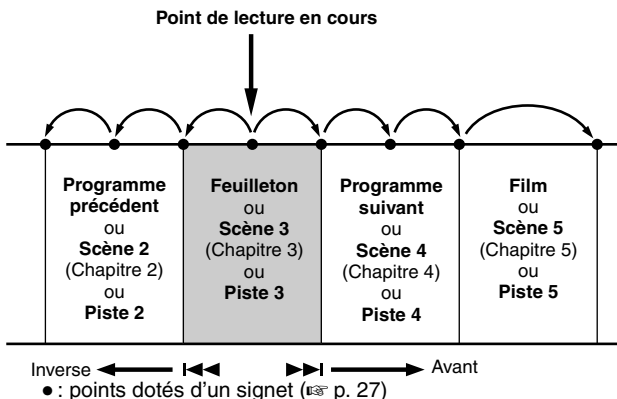 Point de lecture en cours
Programme
précédent
ou
Scène 2
(Chapitre 2)
ou
Piste 2
Feuilleton
ou
Scène 3
(Chapitre 3)
ou
Piste 3
Programme
suivant
ou
Scène 4
(Chapitre 4)
ou
Piste 4
Film
ou
Scène 5
(Chapitre 5)
ou
Piste 5
Inverse
Avant
● : points dotés d'un signet (☞ p. 27)